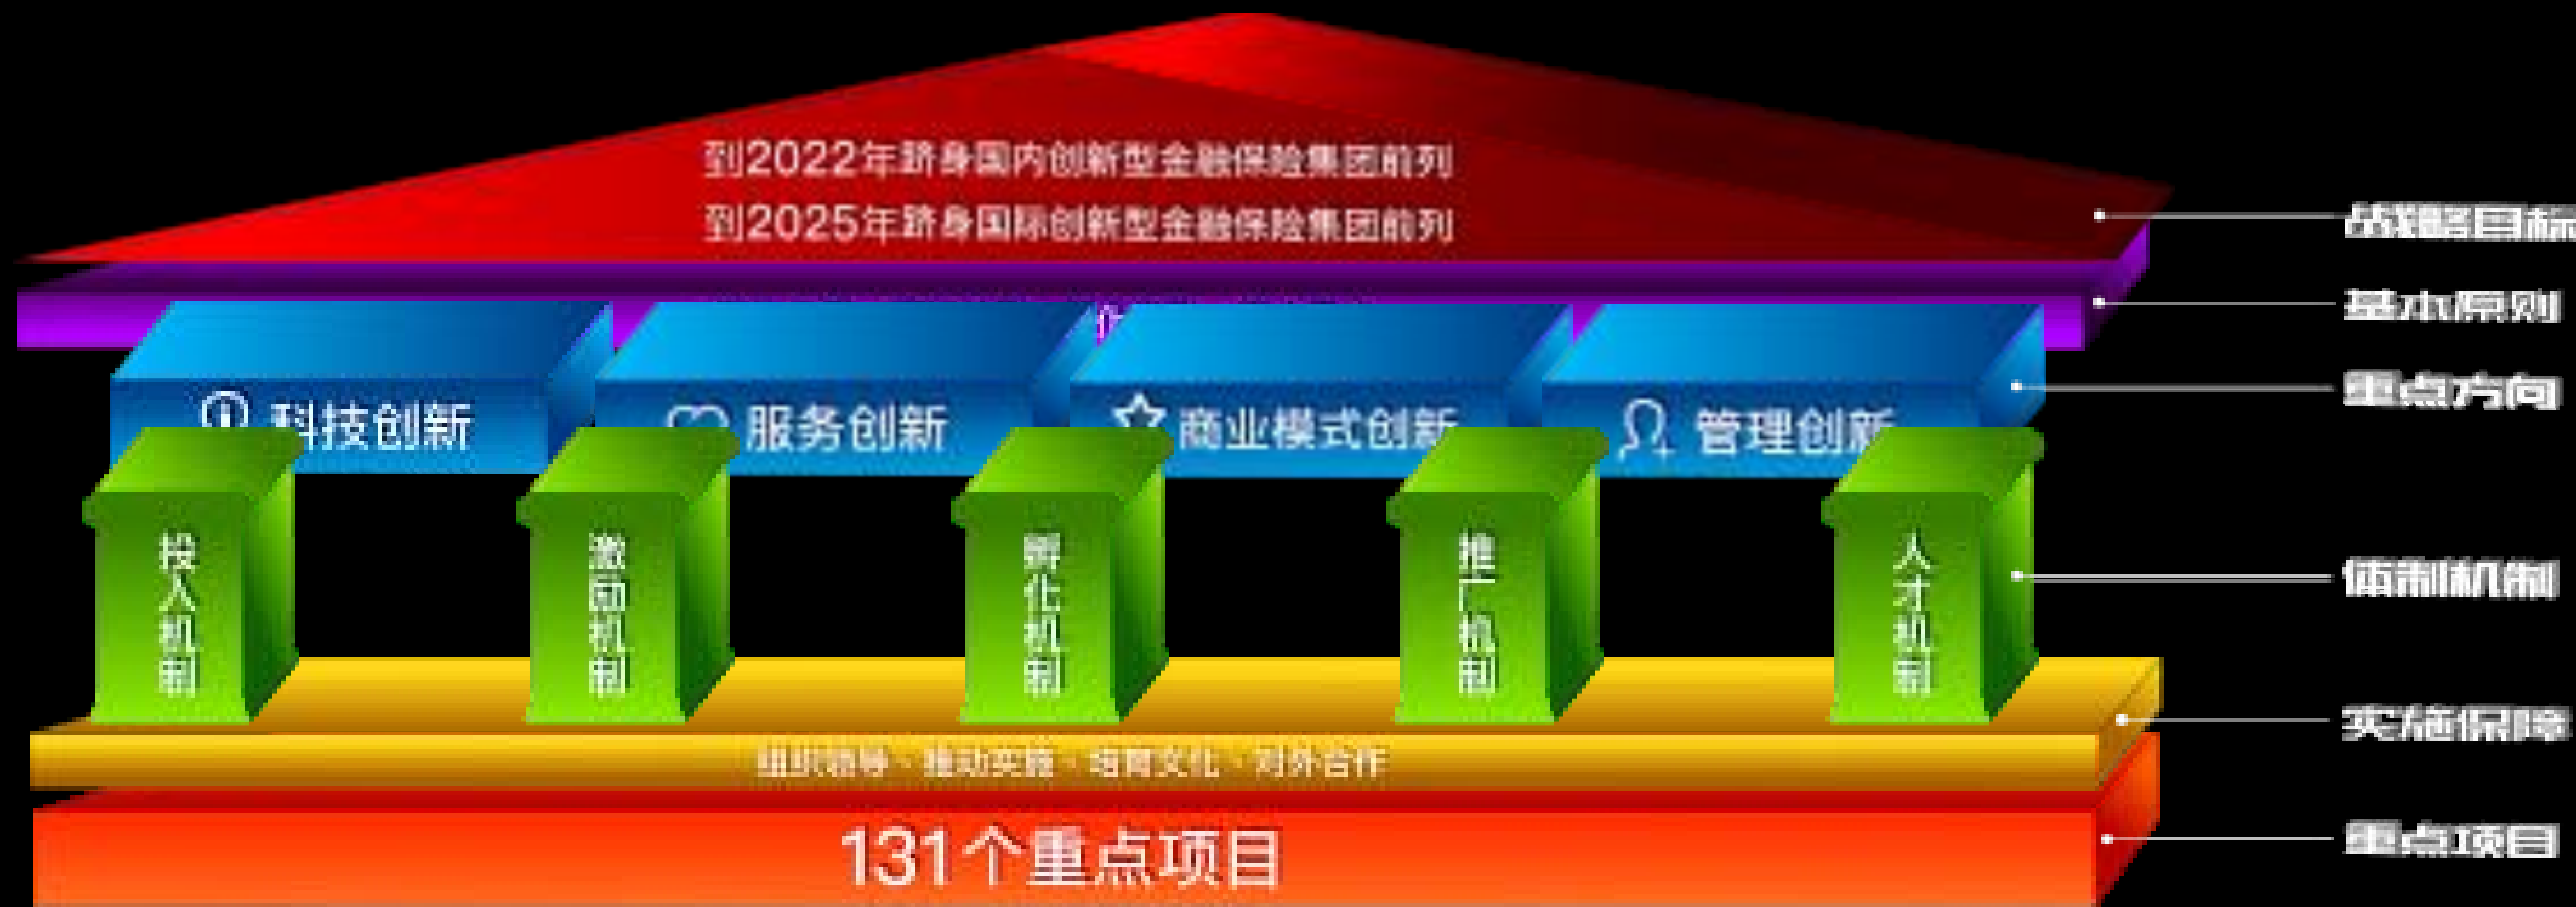 到2022年跻身国内创新型金融保险集团前列
到2025年跻身国际创新型金融保险集团前列
战略目标
基本原则
重点方向
科技创新
服务创新
商业模式创新
管理创新
投入机制
激励机制
孵化机制
推广机制
人才机制
体制机制
实施保障
组织领导·推动实施·培育文化·对外合作
131个重点项目
重点项目